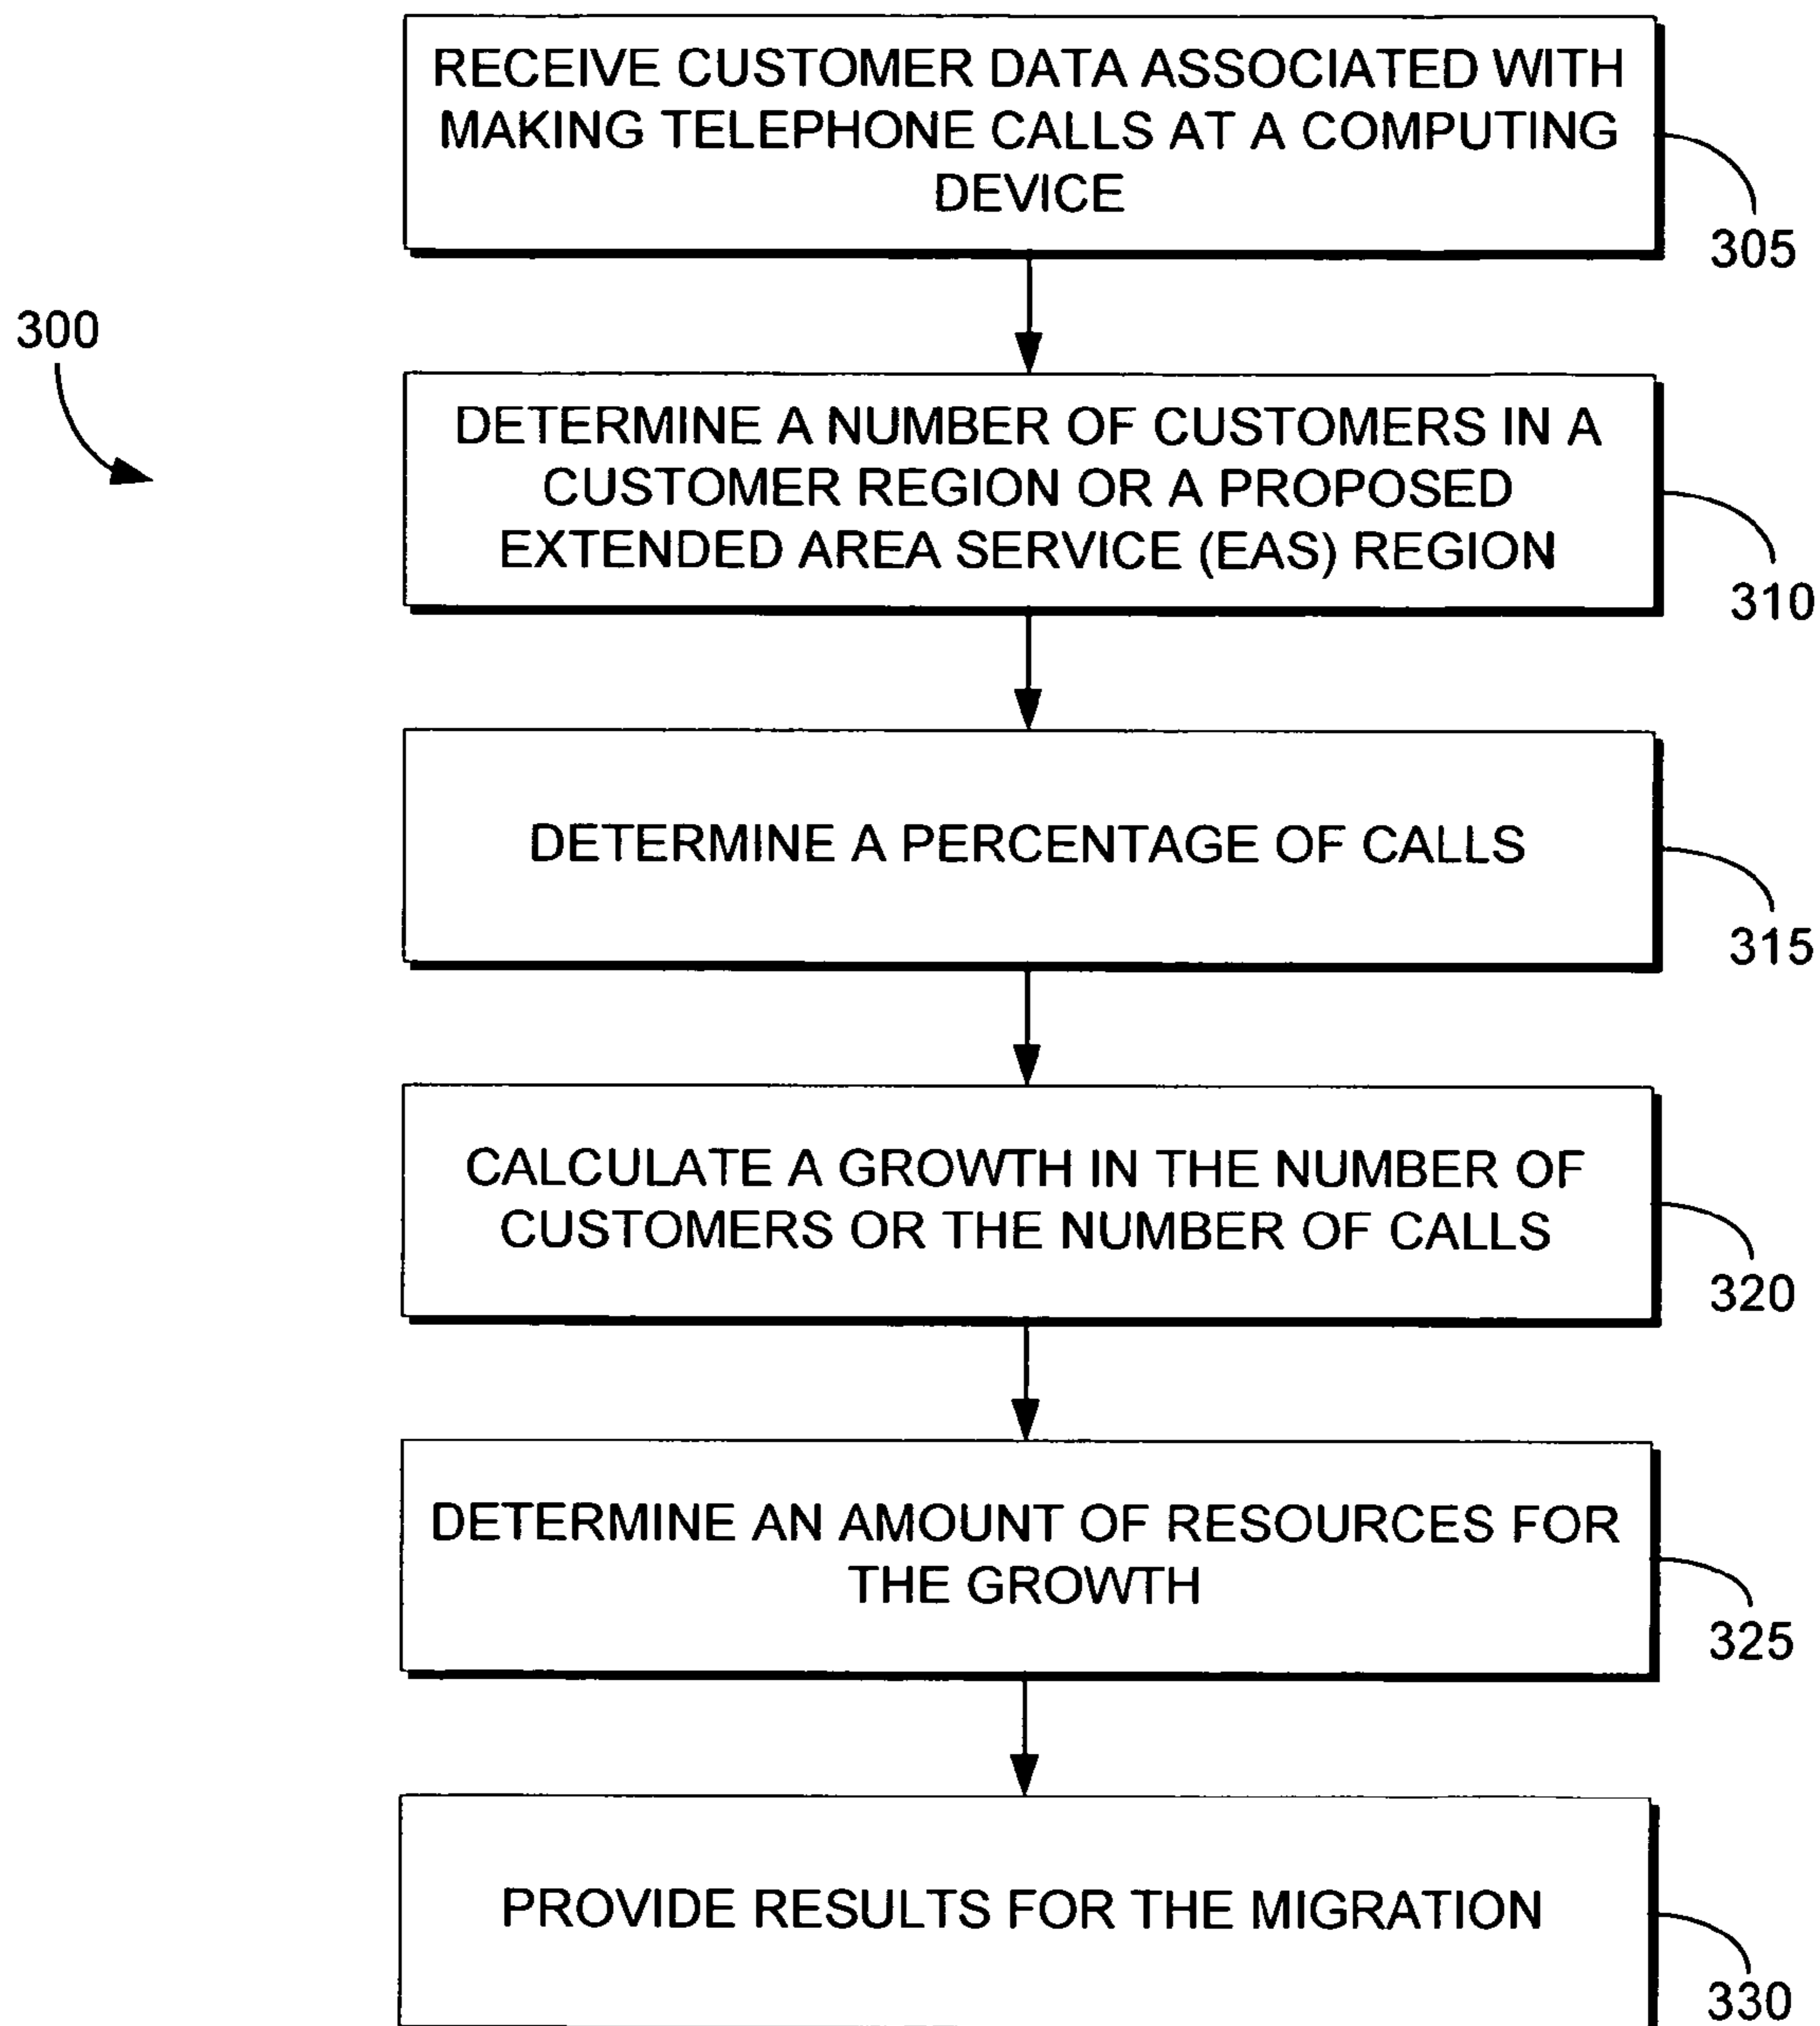 RECEIVE CUSTOMER DATA ASSOCIATED WITH
MAKING TELEPHONE CALLS AT A COMPUTING
DEVICE
305
300
DETERMINE A NUMBER OF CUSTOMERS IN A
CUSTOMER REGION OR A PROPOSED
EXTENDED AREA SERVICE (EAS) REGION
310
DETERMINE A PERCENTAGE OF CALLS
315
CALCULATE A GROWTH IN THE NUMBER OF
CUSTOMERS OR THE NUMBER OF CALLS
320
DETERMINE AN AMOUNT OF RESOURCES FOR
THE GROWTH
325
PROVIDE RESULTS FOR THE MIGRATION
330